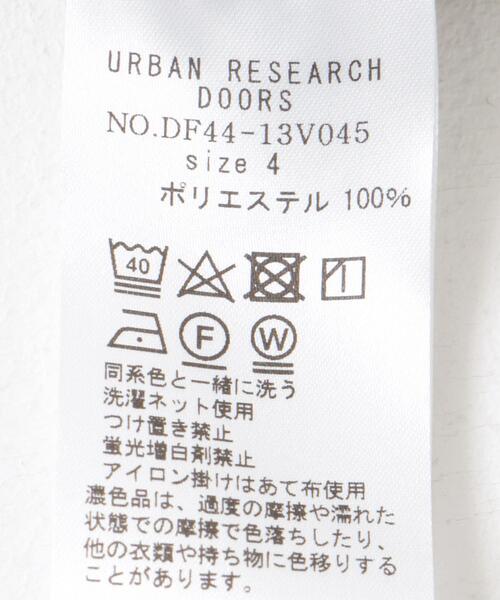 URBAN RESEARCH
DOORS
NO.DF44-13V045
size 4
ポリエステル 100%
40
F W
同系色と一緒に洗う
洗濯ネット使用
つけ置き禁止
蛍光増白剤禁止
アイロン掛けはあて布使用
濃色品は、過度の摩擦や濡れた
状態での摩擦で色落ちしたり、
他の衣類や持ち物に色移りする
ことがあります。